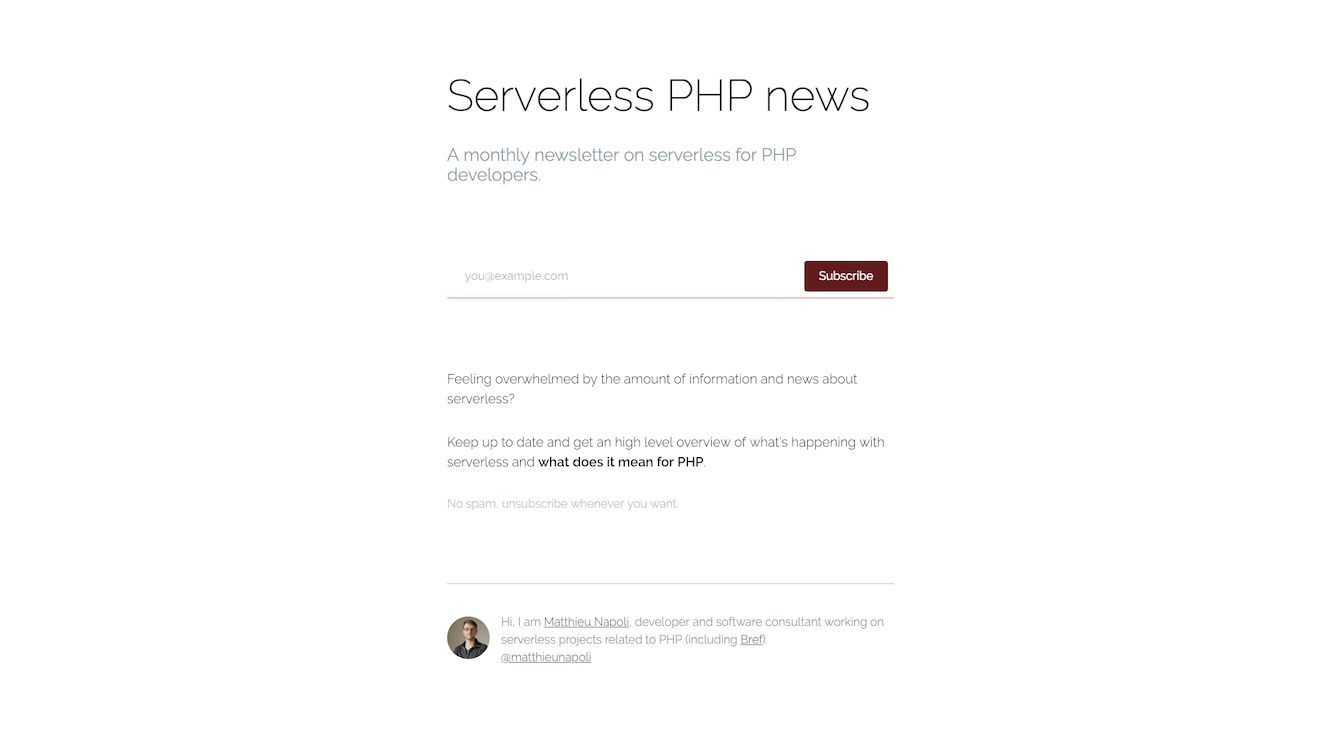 Serverless PHP news
A monthly newsletter on serverless for PHP
developers.
you@example.com
Subscribe
Feeling overwhelmed by the amount of information and news about
serverless?
Keep up to date and get an high level overview of what's happening with
serverless and what does it mean for PHP.
No spam, unsubscribe whenever you want.
Hi, I am Matthieu Napoli, developer and software consultant working on
serverless projects related to PHP (including Bref).
@matthieunapoli